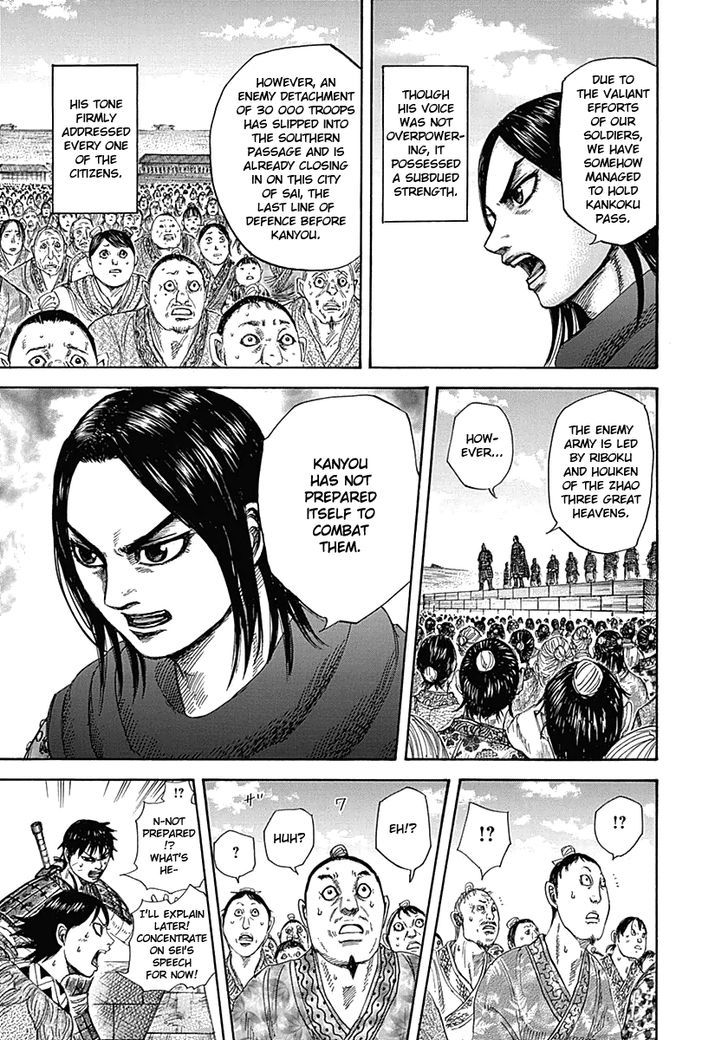 DUE TO
THE VALIANT
EFFORTS
OF OUR
SOLDIERS,
WE HAVE
SOMEHOW
MANAGED
TO HOLD
KANKOKU
PASS.
THOUGH
HIS VOICE
WAS NOT
OVERPOWER-
ING, IT
POSSESSED
A SUBDUED
STRENGTH.
HOWEVER, AN
ENEMY DETACHMENT
OF 30 000 TROOPS
HAS SLIPPED INTO
THE SOUTHERN
PASSAGE AND IS
ALREADY CLOSING
IN ON THIS CITY
OF SAI, THE
LAST LINE OF
DEFENCE BEFORE
KANYOU.
HIS TONE
FIRMLY
ADDRESSED
EVERY ONE
OF THE
CITIZENS.
THE ENEMY
ARMY IS LED
BY RIBOKU
AND HOUKEN
OF THE ZHAO
THREE GREAT
HEAVENS.
HOW-
EVER...
KANYOU
HAS NOT
PREPARED
ITSELF TO
COMBAT
THEM.
!?
!?
EH!?
HUH?
?
ザワ
!?
N-NOT
PREPARED
!?
WHAT'S
HE-
I'LL EXPLAIN
LATER!
CONCENTRATE
ON SEI'S
SPEECH
FOR NOW!